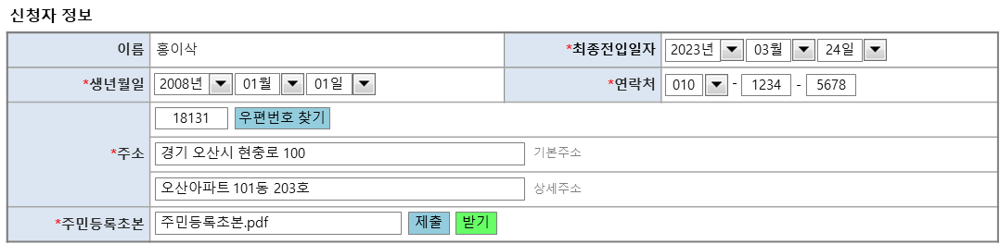 신청자 정보
이름 홍이삭 *최종전입일자 2023년 03월 24일
*생년월일 2008년 01월 01일 *연락처 010 - 1234 - 5678
18131 우편번호 찾기
*주소 경기 오산시 현중로 100 기본주소
오산아파트 101동 203호 상세주소
*주민등록초본 주민등록초본.pdf 제출 받기